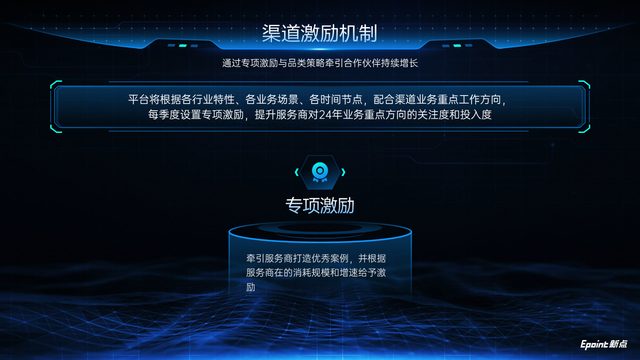 渠道激励机制
通过专项激励与品类策略牵引合作伙伴持续增长
平台将根据各行业特性、各业务场景、各时间节点，配合渠道业务重点工作方向，
每季度设置专项激励，提升服务商对24年业务重点方向的关注度和投入度
专项激励
牵引服务商打造优秀案例，并根据
服务商在的消耗规模和增速给予激
励
Epoint 新点